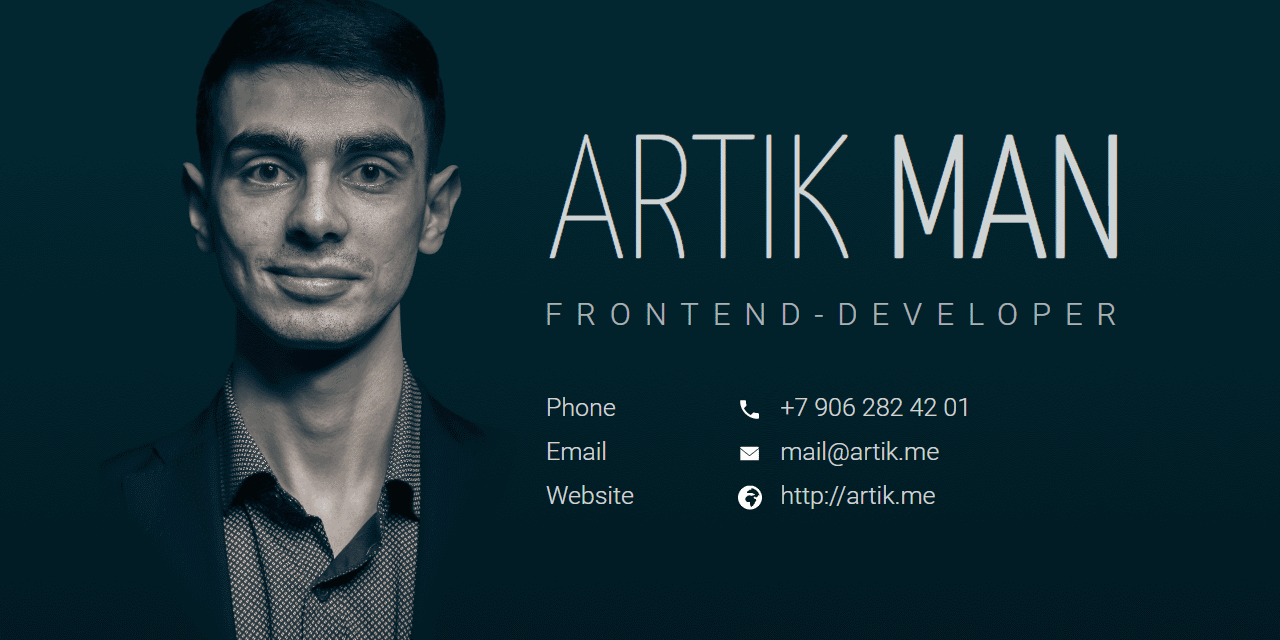 ARTIK MAN
FRONTEND-DEVELOPER
Phone +7 906 282 42 01
Email mail@artik.me
Website http://artik.me